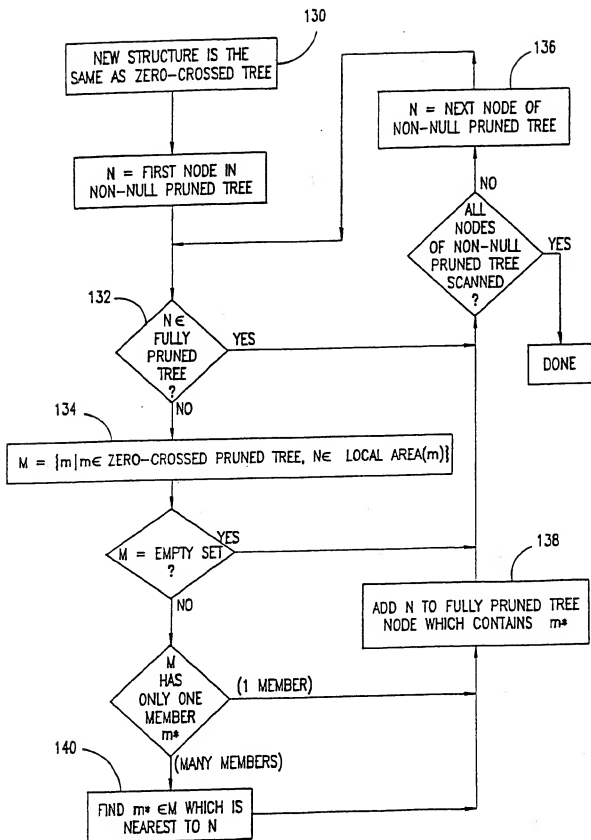 130
NEW STRUCTURE IS THE
SAME AS ZERO-CROSSED TREE
N = FIRST NODE IN
NON-NULL PRUNED TREE
136
N = NEXT NODE OF
NON-NULL PRUNED TREE
NO
ALL
NODES
OF NON-NULL
PRUNED TREE
SCANNED
?
YES
DONE
132
N ∈
FULLY
PRUNED
TREE
?
YES
NO
134
M = {m|m∈ ZERO-CROSSED PRUNED TREE, N∈ LOCAL AREA(m)}
M = EMPTY SET
?
YES
NO
138
ADD N TO FULLY PRUNED TREE
NODE WHICH CONTAINS m*
M
HAS
ONLY ONE
MEMBER
m*
(1 MEMBER)
(MANY MEMBERS)
140
FIND m* ∈M WHICH IS
NEAREST TO N